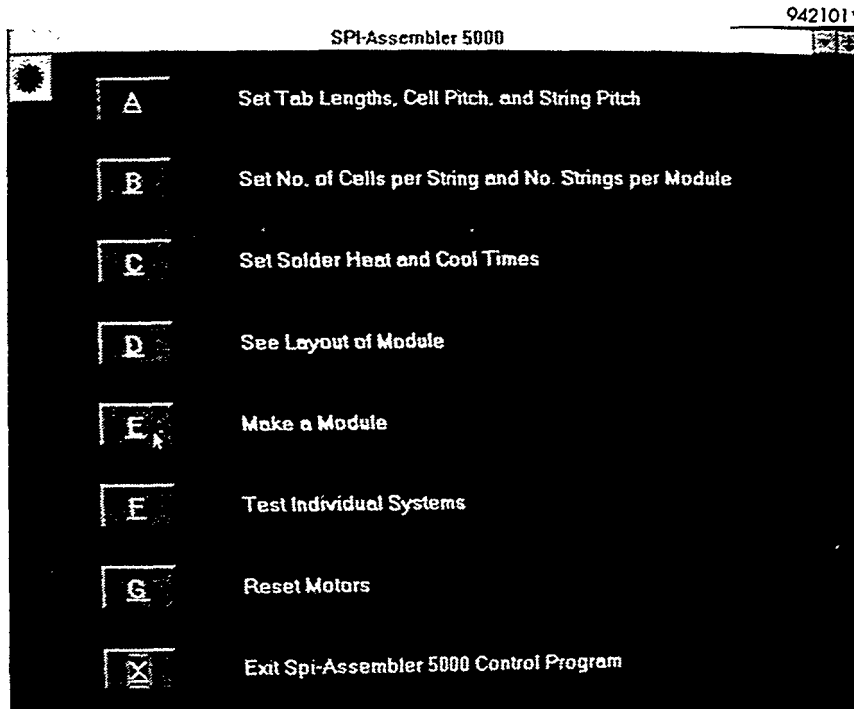 942101
SPI-Assembler 5000
A Set Tab Lengths, Cell Pitch, and String Pitch
B Set No. of Cells per String and No. Strings per Module
C Set Solder Heat and Cool Times
D See Layout of Module
E Make a Module
F Test Individual Systems
G Reset Motors
X Exit Spi-Assembler 5000 Control Program